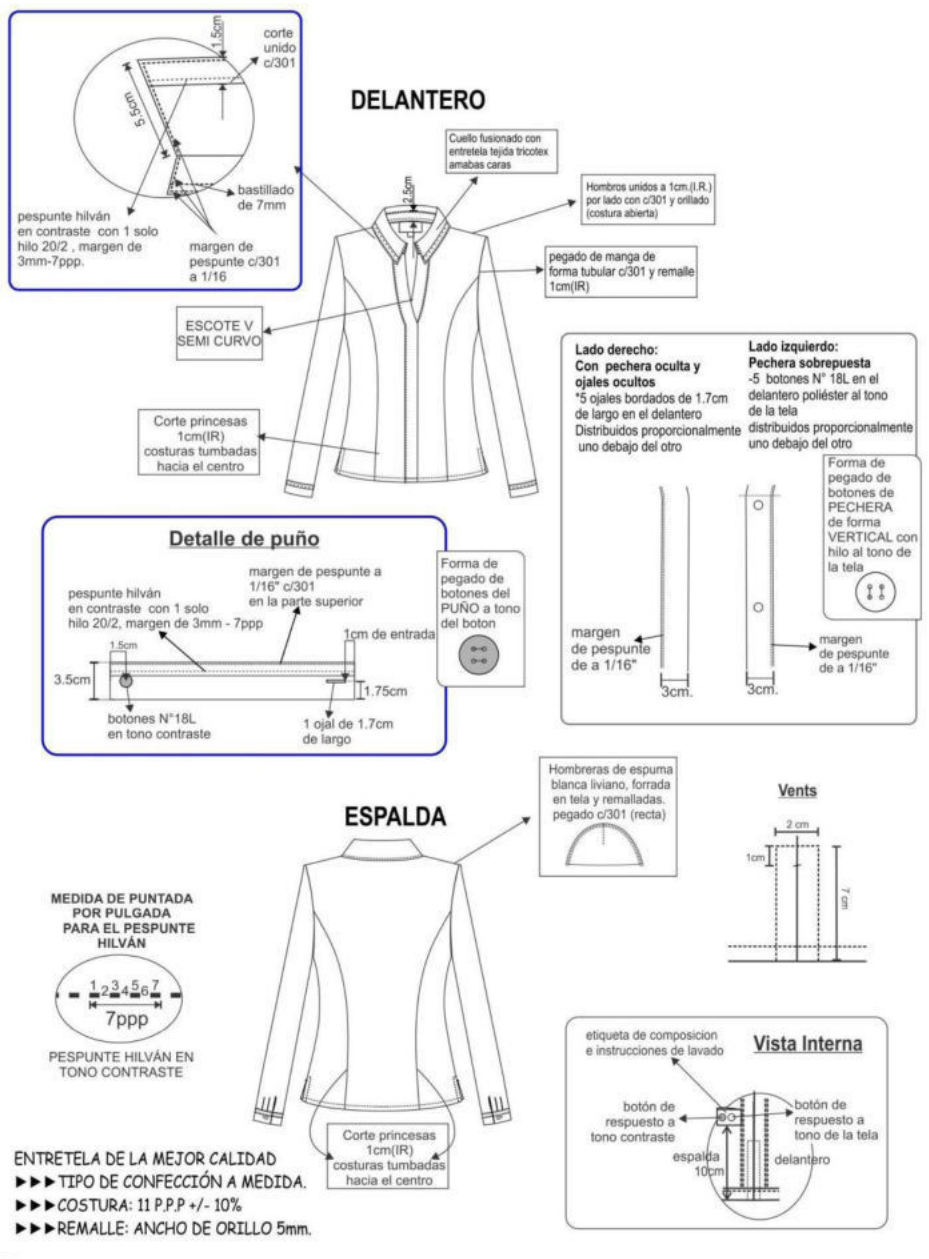 1.5cm
corte
unido
c/301
5.5cm
bastillado
de 7mm
pespunte hilván
en contraste con 1 solo
hilo 20/2 , margen de
3mm-7ppp.
margen de
pespunte c/301
a 1/16
DELANTERO
Cuello fusionado con
entretela tejida tricotex
amabas caras
2.5cm
Hombros unidos a 1cm.(I.R.)
por lado con c/301 y orillado
(costura abierta)
pegado de manga de
forma tubular c/301 y remalle
1cm(IR)
ESCOTE V
SEMI CURVO
Corte princesas
1cm(IR)
costuras tumbadas
hacia el centro
Lado derecho:
Con pechera oculta y
ojales ocultos
*5 ojales bordados de 1.7cm
de largo en el delantero
Distribuidos proporcionalmente
uno debajo del otro
Lado izquierdo:
Pechera sobrepuesta
-5 botones N° 18L en el
delantero poliéster al tono
de la tela
distribuidos proporcionalmente
uno debajo del otro
Forma de
pegado de
botones de
PECHERA
de forma
VERTICAL con
hilo al tono de
la tela
margen
de pespunte
de a 1/16"
3cm.
3cm.
margen
de pespunte
de a 1/16"
Detalle de puño
margen de pespunte a
1/16" c/301
en la parte superior
pespunte hilván
en contraste con 1 solo
hilo 20/2, margen de 3mm - 7ppp
1cm de entrada
1.5cm
3.5cm
1.75cm
botones N°18L
en tono contraste
1 ojal de 1.7cm
de largo
Forma de
pegado de
botones del
PUÑO a tono
del boton
Hombreras de espuma
blanca liviano, forrada
en tela y remalladas.
pegado c/301 (recta)
ESPALDA
Vents
2 cm
1cm
7 cm
MEDIDA DE PUNTADA
POR PULGADA
PARA EL PESPUNTE
HILVÁN
1 2 3 4 5 6 7
7ppp
PESPUNTE HILVÁN EN
TONO CONTRASTE
Corte princesas
1cm(IR)
costuras tumbadas
hacia el centro
etiqueta de composicion
e instrucciones de lavado
Vista Interna
botón de
respuesto a
tono contraste
botón de
respuesto a
tono de la tela
espalda
10cm
delantero
ENTRETELA DE LA MEJOR CALIDAD
►►►TIPO DE CONFECCIÓN A MEDIDA.
►►►COSTURA: 11 P.P.P +/- 10%
►►►REMALLE: ANCHO DE ORILLO 5mm.